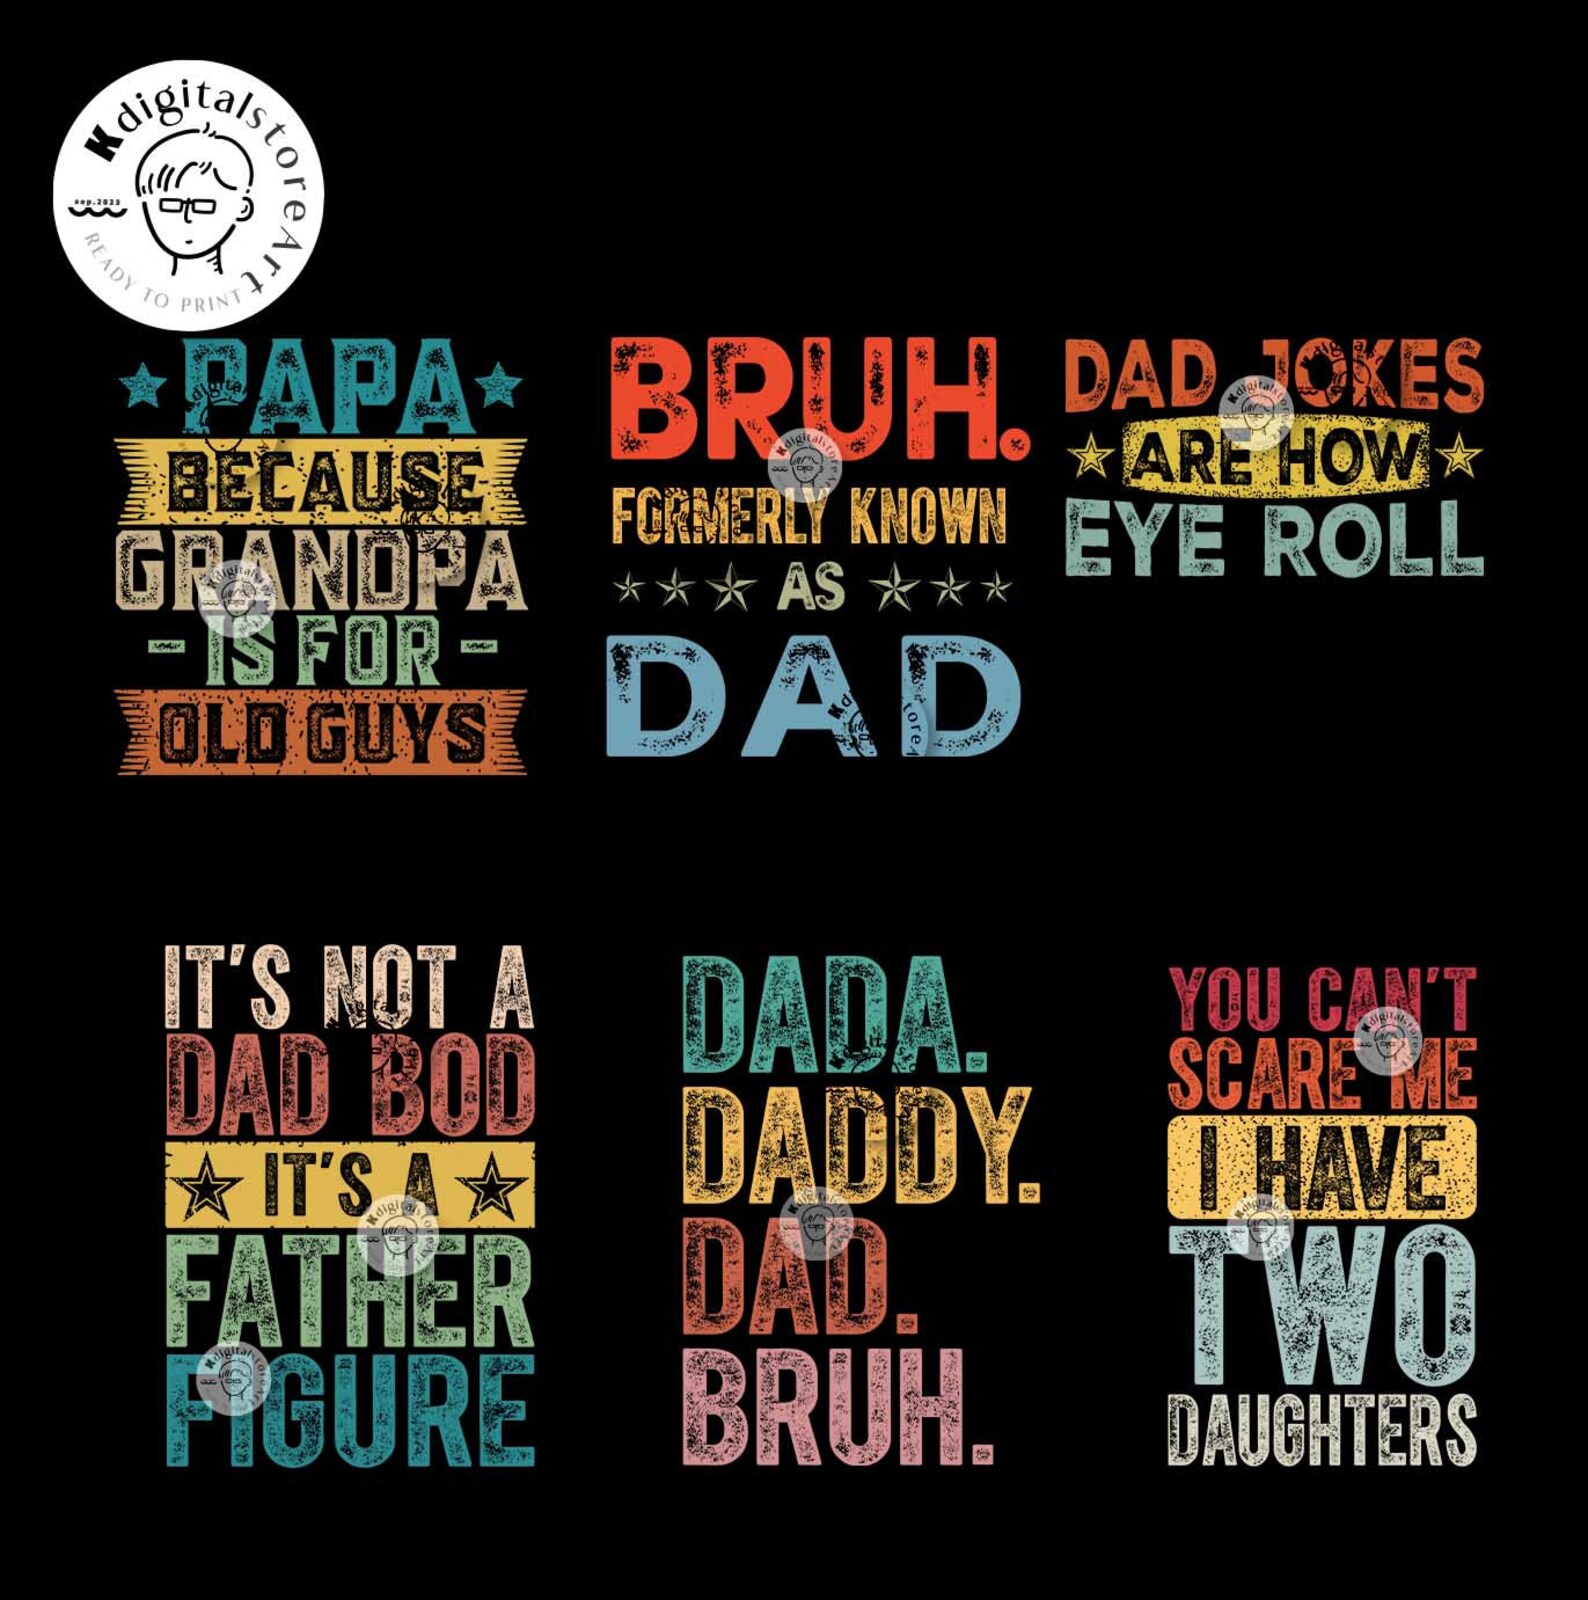 KdigitalstoreArt
sep.2023
READY TO PRINT
PAPA
BECAUSE
GRANDPA
- IS FOR -
OLD GUYS
BRUH.
FORMERLY KNOWN
AS
DAD
DAD JOKES
ARE HOW
EYE ROLL
IT'S NOT A
DAD BOD
IT'S A
FATHER
FIGURE
DADA.
DADDY.
DAD.
BRUH.
YOU CAN'T
SCARE ME
I HAVE
TWO
DAUGHTERS